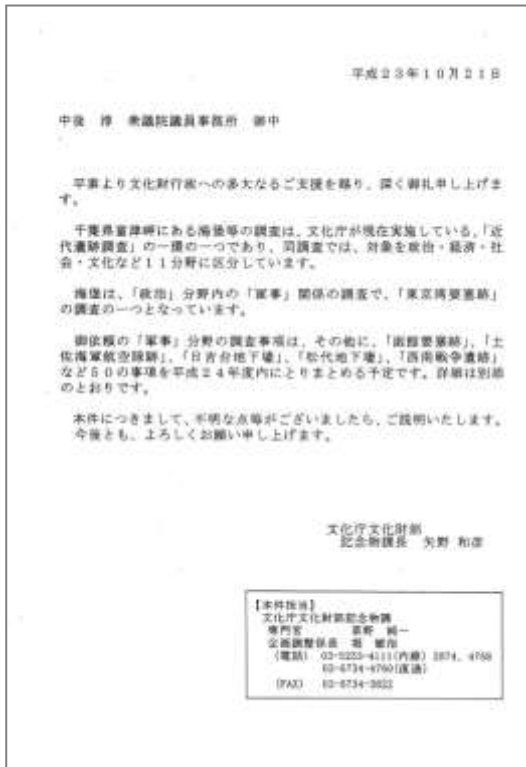 平成23年10月21日
中後 淳 衆議院議員事務所 御中
平素より文化財行政への多大なるご支援を賜り、深く御礼申し上げま
す。
千葉県富津岬にある海堡等の調査は、文化庁が現在実施している、「近
代遺跡調査」の一環の一つであり、同調査では、対象を政治・経済・社
会・文化など11分野に区分しています。
海堡は、「政治」分野内の「軍事」関係の調査で、「東京湾要塞跡」
の調査の一つとなっています。
御依頼の「軍事」分野の調査事項は、その他に、「函館要塞跡」、「土
佐海軍航空隊跡」、「日吉台地下壕」、「松代地下壕」、「西南戦争遺跡」
など50の事項を平成24年度内にとりまとめる予定です。詳細は別添
のとおりです。
本件につきまして、不明な点等がございましたら、ご説明いたします。
今後とも、よろしくお願い申し上げます。
文化庁文化財部
記念物課長 矢野 和彦
【本件担当】
文化庁文化財部記念物課
専門官
企画調整係長 堀
(電話) 03-5253-4111(内線) 2874, 4768
03-6734-4760(直通)
(FAX) 03-6734-3822